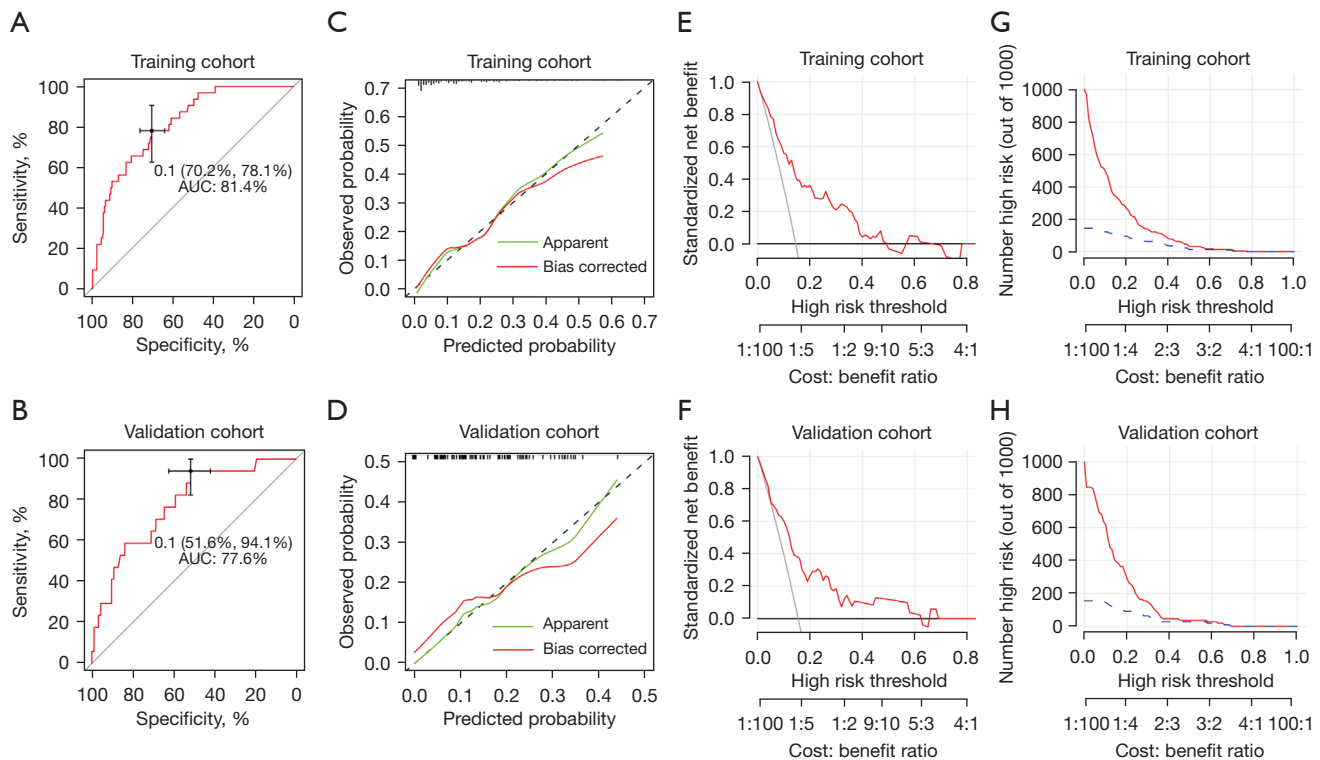 A
Training cohort
Sensitivity, %
100
80
60
40
20
0
0.1 (70.2%, 78.1%)
AUC: 81.4%
100 80 60 40 20 0
Specificity, %
C
Training cohort
Observed probability
0.7
0.6
0.5
0.4
0.3
0.2
0.1
0.0
Apparent
Bias corrected
0.0 0.1 0.2 0.3 0.4 0.5 0.6 0.7
Predicted probability
E
Training cohort
Standardized net benefit
1.0
0.8
0.6
0.4
0.2
0.0
0.0 0.2 0.4 0.6 0.8
High risk threshold
1:100 1:5 1:2 9:10 5:3 4:1
Cost: benefit ratio
G
Training cohort
Number high risk (out of 1000)
1000
800
600
400
200
0
0.0 0.2 0.4 0.6 0.8 1.0
High risk threshold
1:100 1:4 2:3 3:2 4:1 100:1
Cost: benefit ratio
B
Validation cohort
Sensitivity, %
100
80
60
40
20
0
0.1 (51.6%, 94.1%)
AUC: 77.6%
100 80 60 40 20 0
Specificity, %
D
Validation cohort
Observed probability
0.5
0.4
0.3
0.2
0.1
0.0
Apparent
Bias corrected
0.0 0.1 0.2 0.3 0.4 0.5
Predicted probability
F
Validation cohort
Standardized net benefit
1.0
0.8
0.6
0.4
0.2
0.0
0.0 0.2 0.4 0.6 0.8
High risk threshold
1:100 1:5 1:2 9:10 5:3 4:1
Cost: benefit ratio
H
Validation cohort
Number high risk (out of 1000)
1000
800
600
400
200
0
0.0 0.2 0.4 0.6 0.8 1.0
High risk threshold
1:100 1:4 2:3 3:2 4:1 100:1
Cost: benefit ratio